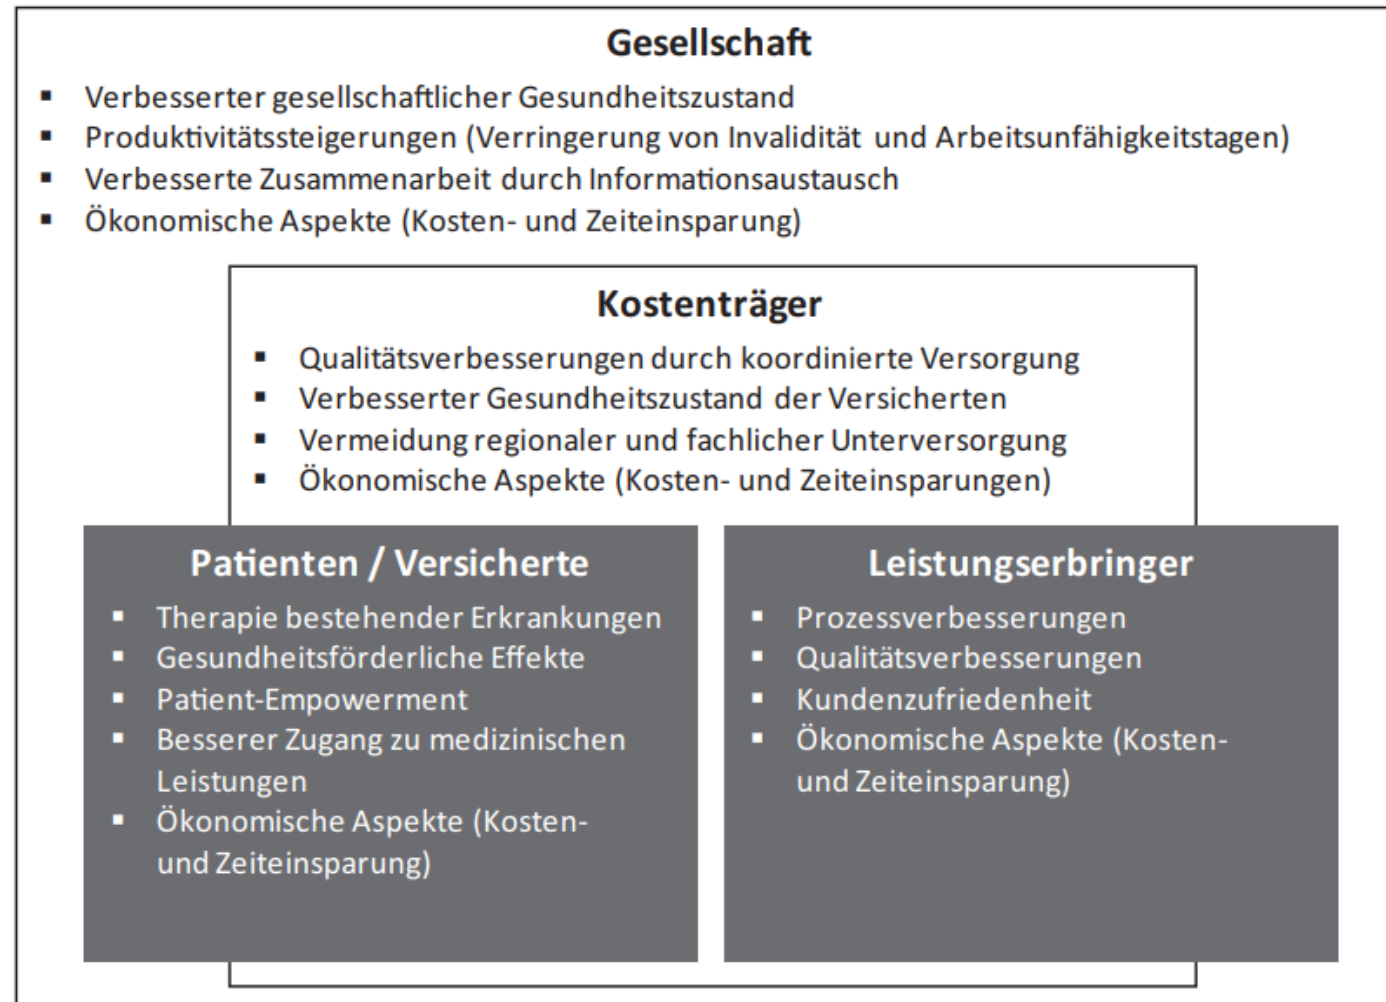 Gesellschaft
▪ Verbesserter gesellschaftlicher Gesundheitszustand
▪ Produktivitätssteigerungen (Verringerung von Invalidität und Arbeitsunfähigkeitstagen)
▪ Verbesserte Zusammenarbeit durch Informationsaustausch
▪ Ökonomische Aspekte (Kosten- und Zeiteinsparung)
Kostenträger
▪ Qualitätsverbesserungen durch koordinierte Versorgung
▪ Verbesserter Gesundheitszustand der Versicherten
▪ Vermeidung regionaler und fachlicher Unterversorgung
▪ Ökonomische Aspekte (Kosten- und Zeiteinsparungen)
Patienten / Versicherte
▪ Therapie bestehender Erkrankungen
▪ Gesundheitsförderliche Effekte
▪ Patient-Empowerment
▪ Besserer Zugang zu medizinischen
Leistungen
▪ Ökonomische Aspekte (Kosten-
und Zeiteinsparung)
Leistungserbringer
▪ Prozessverbesserungen
▪ Qualitätsverbesserungen
▪ Kundenzufriedenheit
▪ Ökonomische Aspekte (Kosten-
und Zeiteinsparung)